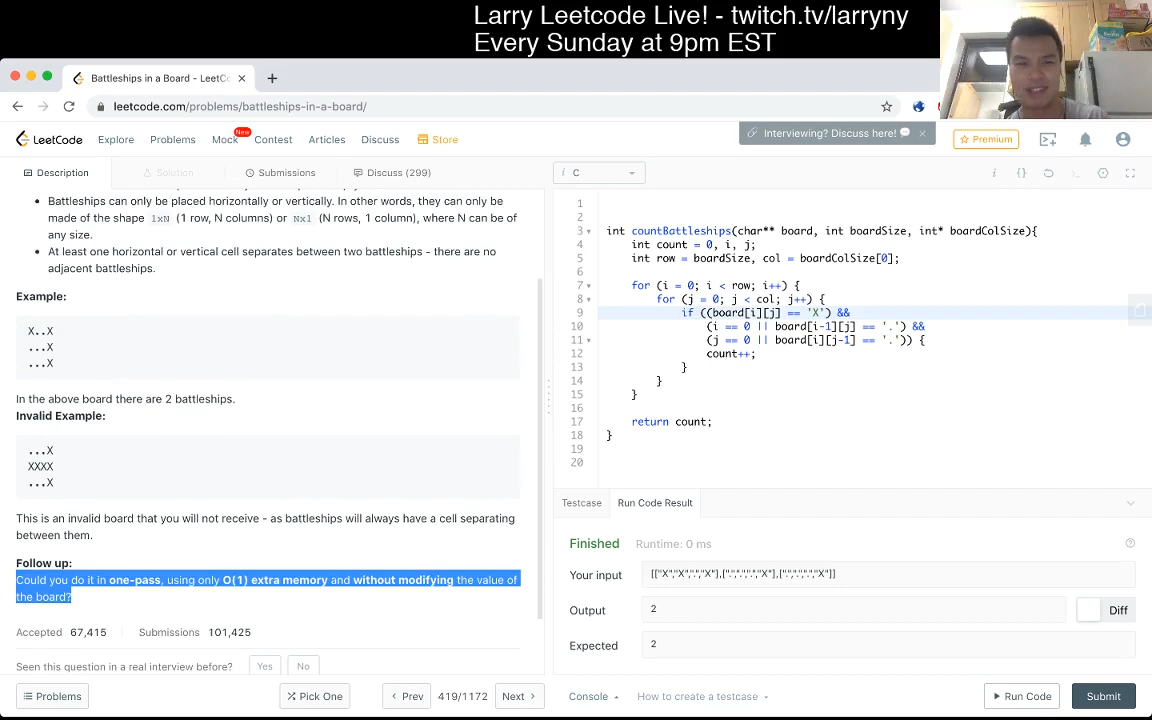 Larry Leetcode Live! - twitch.tv/larryny
Every Sunday at 9pm EST
Battleships in a Board - LeetCo
leetcode.com/problems/battleships-in-a-board/
LeetCode
Explore
Problems
Mock
New
Contest
Articles
Discuss
Store
Interviewing? Discuss here!
Premium
Description
Solution
Submissions
Discuss (299)
i C
Battleships can only be placed horizontally or vertically. In other words, they can only be
made of the shape 1xN (1 row, N columns) or Nx1 (N rows, 1 column), where N can be of
any size.
At least one horizontal or vertical cell separates between two battleships - there are no
adjacent battleships.
Example:
X..X
...X
...X
In the above board there are 2 battleships.
Invalid Example:
...X
XXXX
...X
This is an invalid board that you will not receive - as battleships will always have a cell separating
between them.
Follow up:
Could you do it in one-pass, using only O(1) extra memory and without modifying the value of
the board?
Accepted 67,415 Submissions 101,425
Seen this question in a real interview before? Yes No
Problems
Pick One
Prev
419/1172
Next
1
2
3 int countBattleships(char** board, int boardSize, int* boardColSize){
4 int count = 0, i, j;
5 int row = boardSize, col = boardColSize[0];
6
7 for (i = 0; i < row; i++) {
8 for (j = 0; j < col; j++) {
9 if ((board[i][j] == 'X') &&
10 (i == 0 || board[i-1][j] == '.') &&
11 (j == 0 || board[i][j-1] == '.')) {
12 count++;
13 }
14 }
15 }
16
17 return count;
18 }
19
20
Testcase
Run Code Result
Finished Runtime: 0 ms
Your input
[["X","X",".","X"],[".",".",".","X"],[".",".",".","X"]]
Output
2
Diff
Expected
2
Console
How to create a testcase
Run Code
Submit